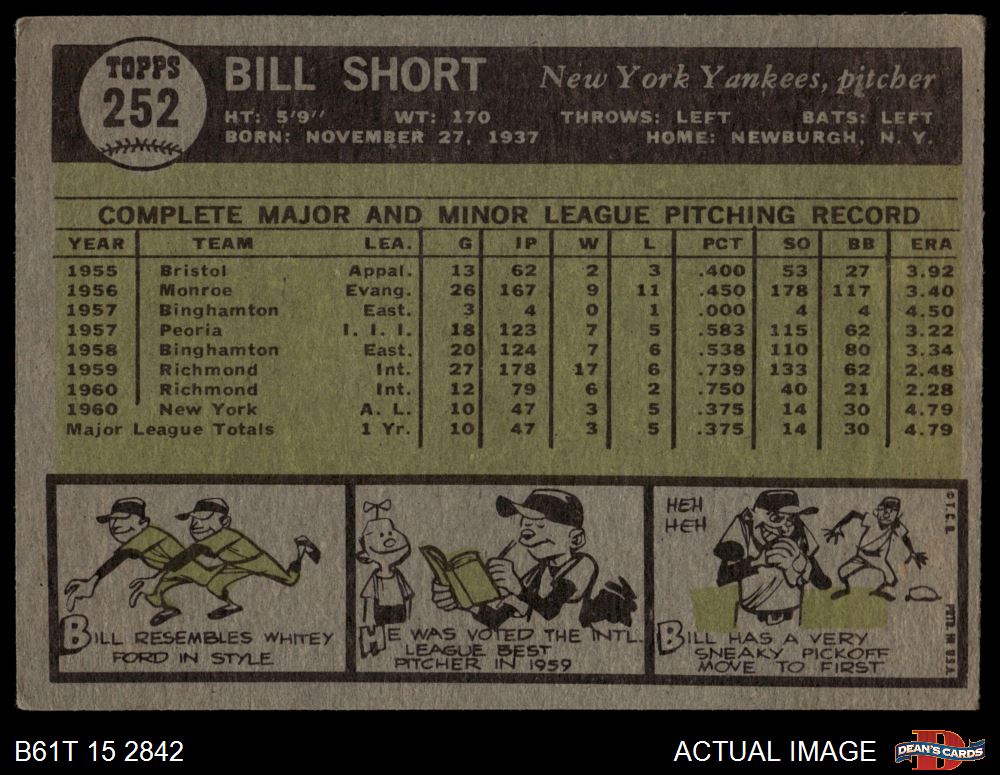 TOPPS
252
BILL SHORT New York Yankees, pitcher
HT: 5'9" WT: 170 THROWS: LEFT BATS: LEFT
BORN: NOVEMBER 27, 1937 HOME: NEWBURGH, N. Y.
COMPLETE MAJOR AND MINOR LEAGUE PITCHING RECORD
YEAR TEAM LEA. G IP W L PCT SO BB ERA
1955 Bristol Appal. 13 62 2 3 .400 53 27 3.92
1956 Monroe Evang. 26 167 9 11 .450 178 117 3.40
1957 Binghamton East. 3 4 0 1 .000 4 4 4.50
1957 Peoria I. I. I. 18 123 7 5 .583 115 62 3.22
1958 Binghamton East. 20 124 7 6 .538 110 80 3.34
1959 Richmond Int. 27 178 17 6 .739 133 62 2.48
1960 Richmond Int. 12 79 6 2 .750 40 21 2.28
1960 New York A. L. 10 47 3 5 .375 14 30 4.79
Major League Totals 1 Yr. 10 47 3 5 .375 14 30 4.79
BILL RESEMBLES WHITEY
FORD IN STYLE
HE WAS VOTED THE INTL.
LEAGUE BEST
PITCHER IN 1959
HEH
HEH
BILL HAS A VERY
SNEAKY PICKOFF
MOVE TO FIRST
© T.C.G. PRTD. IN U.S.A.
B61T 15 2842 ACTUAL IMAGE
D
DEAN'S CARDS